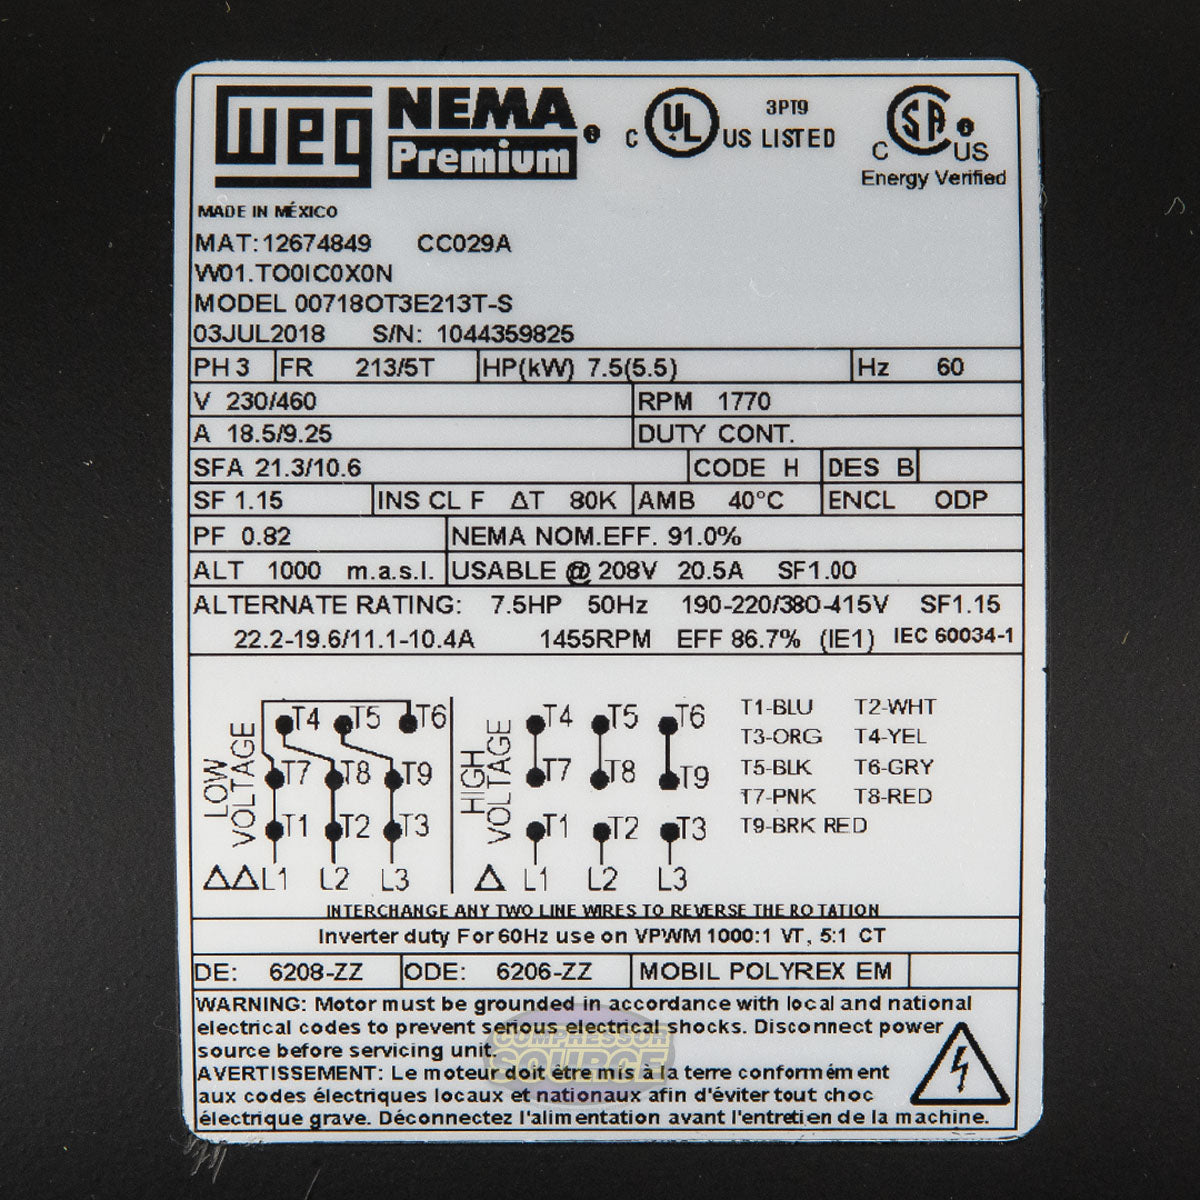 weg NEMA Premium ® C UL US LISTED 3PT9 CSA ® C US
Energy Verified
MADE IN MÉXICO
MAT:12674849 CC029A
W01.TO0IC0X0N
MODEL 00718OT3E213T-S
03JUL2018 S/N: 1044359825
PH 3 FR 213/5T HP(kW) 7.5(5.5) Hz 60
V 230/460 RPM 1770
A 18.5/9.25 DUTY CONT.
SFA 21.3/10.6 CODE H DES B
SF 1.15 INS CL F ΔT 80K AMB 40°C ENCL ODP
PF 0.82 NEMA NOM.EFF. 91.0%
ALT 1000 m.a.s.l. USABLE @ 208V 20.5A SF1.00
ALTERNATE RATING: 7.5HP 50Hz 190-220/380-415V SF1.15
22.2-19.6/11.1-10.4A 1455RPM EFF 86.7% (IE1) IEC 60034-1
LOW VOLTAGE
T4 T5 T6
T7 T8 T9
T1 T2 T3
ΔΔ L1 L2 L3
HIGH VOLTAGE
T4 T5 T6
T7 T8 T9
T1 T2 T3
Δ L1 L2 L3
T1-BLU T2-WHT
T3-ORG T4-YEL
T5-BLK T6-GRY
T7-PNK T8-RED
T9-BRK RED
INTERCHANGE ANY TWO LINE WIRES TO REVERSE THE ROTATION
Inverter duty For 60Hz use on VPWM 1000:1 VT, 5:1 CT
DE: 6208-ZZ ODE: 6206-ZZ MOBIL POLYREX EM
WARNING: Motor must be grounded in accordance with local and national
electrical codes to prevent serious electrical shocks. Disconnect power
source before servicing unit.
AVERTISSEMENT: Le moteur doit être mis à la terre conformément
aux codes électriques locaux et nationaux afin d'éviter tout choc
électrique grave. Déconnectez l'alimentation avant l'entretien de la machine.
COMPRESSOR
SOURCE